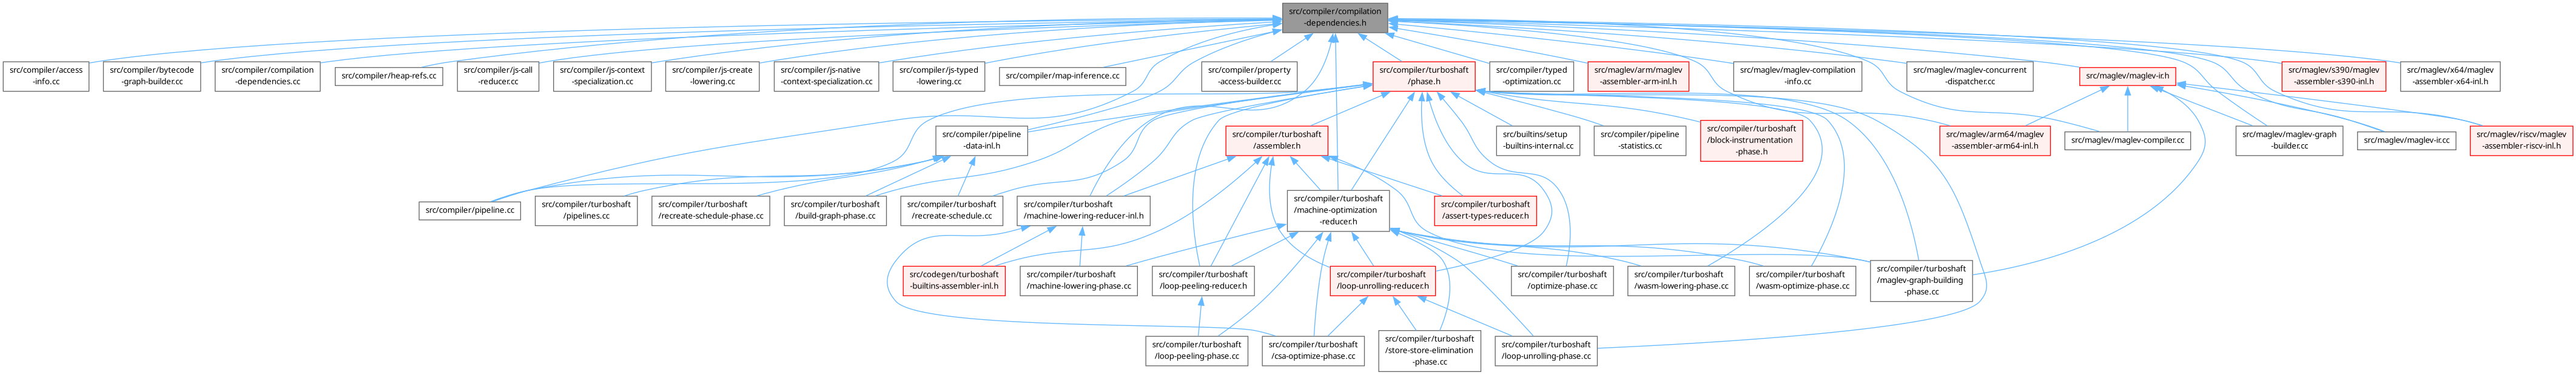 src/compiler/compilation
-dependencies.h
src/compiler/access
-info.cc
src/compiler/bytecode
-graph-builder.cc
src/compiler/compilation
-dependencies.cc
src/compiler/heap-refs.cc
src/compiler/js-call
-reducer.cc
src/compiler/js-context
-specialization.cc
src/compiler/js-create
-lowering.cc
src/compiler/js-native
-context-specialization.cc
src/compiler/js-typed
-lowering.cc
src/compiler/map-inference.cc
src/compiler/property
-access-builder.cc
src/compiler/turboshaft
/phase.h
src/compiler/typed
-optimization.cc
src/maglev/arm/maglev
-assembler-arm-inl.h
src/maglev/maglev-compilation
-info.cc
src/maglev/maglev-concurrent
-dispatcher.cc
src/maglev/maglev-ir.h
src/maglev/s390/maglev
-assembler-s390-inl.h
src/maglev/x64/maglev
-assembler-x64-inl.h
src/compiler/pipeline
-data-inl.h
src/compiler/turboshaft
/assembler.h
src/builtins/setup
-builtins-internal.cc
src/compiler/pipeline
-statistics.cc
src/compiler/turboshaft
/block-instrumentation
-phase.h
src/maglev/arm64/maglev
-assembler-arm64-inl.h
src/maglev/maglev-compiler.cc
src/maglev/maglev-graph
-builder.cc
src/maglev/maglev-ir.cc
src/maglev/riscv/maglev
-assembler-riscv-inl.h
src/compiler/pipeline.cc
src/compiler/turboshaft
/pipelines.cc
src/compiler/turboshaft
/recreate-schedule-phase.cc
src/compiler/turboshaft
/build-graph-phase.cc
src/compiler/turboshaft
/recreate-schedule.cc
src/compiler/turboshaft
/machine-lowering-reducer-inl.h
src/compiler/turboshaft
/machine-optimization
-reducer.h
src/compiler/turboshaft
/assert-types-reducer.h
src/codegen/turboshaft
-builtins-assembler-inl.h
src/compiler/turboshaft
/machine-lowering-phase.cc
src/compiler/turboshaft
/loop-peeling-reducer.h
src/compiler/turboshaft
/loop-unrolling-reducer.h
src/compiler/turboshaft
/optimize-phase.cc
src/compiler/turboshaft
/wasm-lowering-phase.cc
src/compiler/turboshaft
/wasm-optimize-phase.cc
src/compiler/turboshaft
/maglev-graph-building
-phase.cc
src/compiler/turboshaft
/loop-peeling-phase.cc
src/compiler/turboshaft
/csa-optimize-phase.cc
src/compiler/turboshaft
/store-store-elimination
-phase.cc
src/compiler/turboshaft
/loop-unrolling-phase.cc